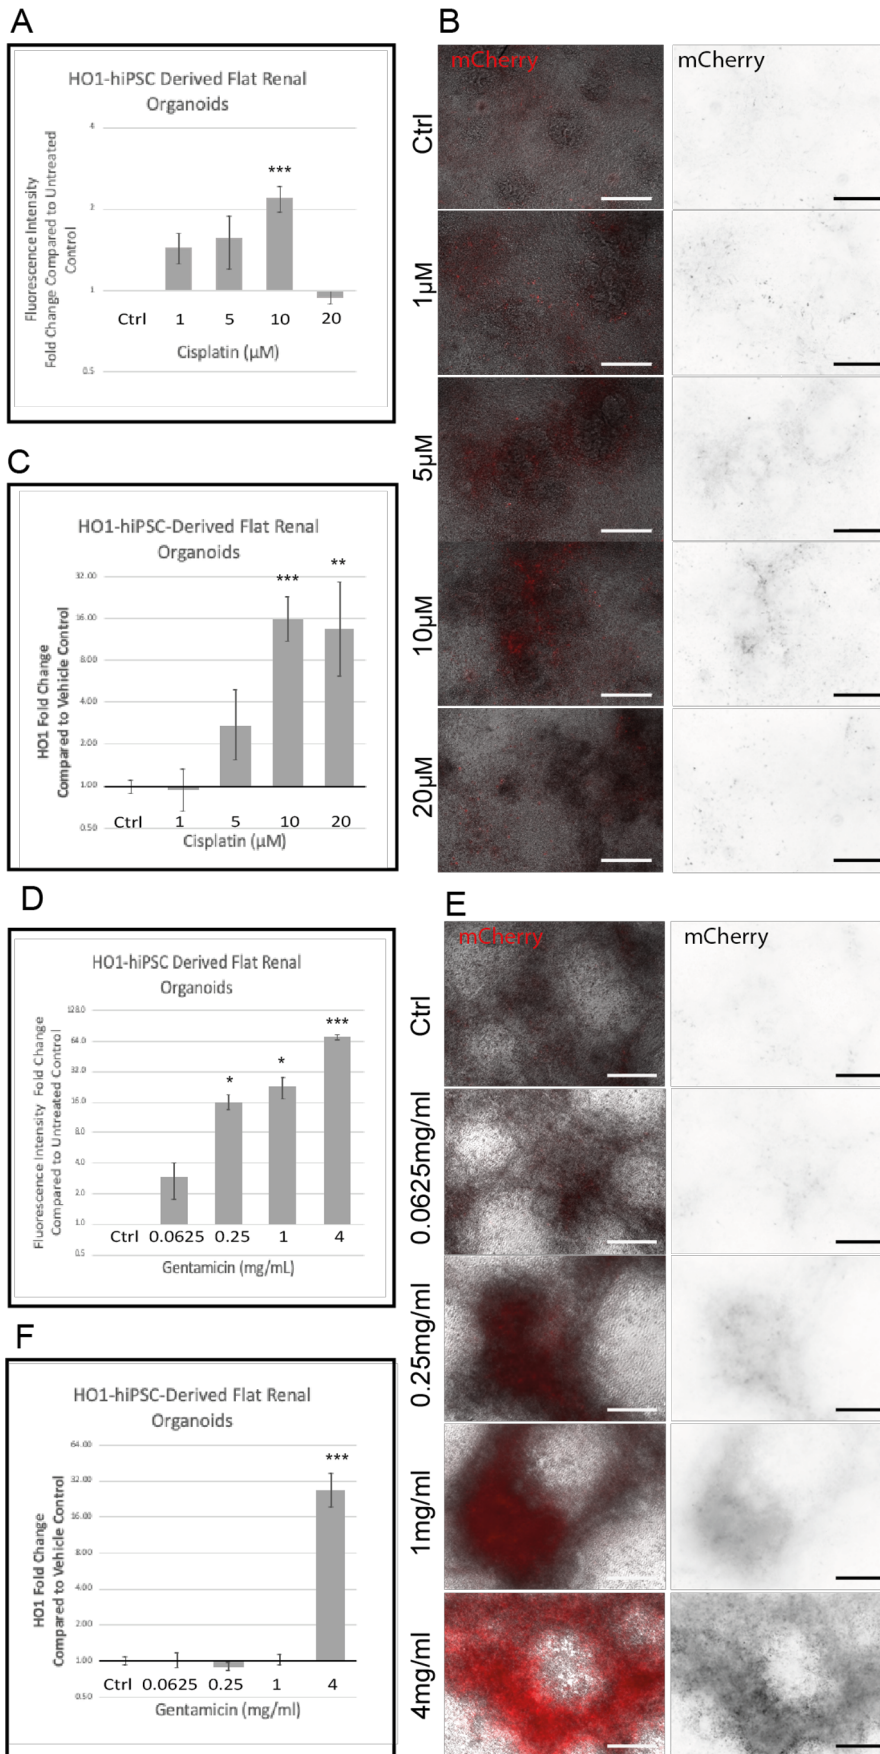 A
HO1-hiPSC Derived Flat Renal
Organoids
Fluorescence Intensity
Fold Change Compared to Untreated
Control
4
***
2
1
Ctrl 1 5 10 20
Cisplatin (µM)
0.5
B
mCherry mCherry
Ctrl
1µM
5µM
10µM
20µM
C
HO1-hiPSC-Derived Flat Renal
Organoids
HO1 Fold Change
Compared to Vehicle Control
32.00
*** **
16.00
8.00
4.00
2.00
1.00
Ctrl 1 5 10 20
0.50
Cisplatin (µM)
D
HO1-hiPSC Derived Flat Renal
Organoids
Fluorescence Intensity Fold Change
Compared to Untreated Control
128.0
***
64.0
32.0
* *
16.0
8.0
4.0
2.0
1.0
Ctrl 0.0625 0.25 1 4
0.5
Gentamicin (mg/mL)
E
mCherry mCherry
Ctrl
0.0625mg/ml
0.25mg/ml
1mg/ml
4mg/ml
F
HO1-hiPSC-Derived Flat Renal
Organoids
HO1 Fold Change
Compared to Vehicle Control
64.00
***
32.00
16.00
8.00
4.00
2.00
1.00
Ctrl 0.0625 0.25 1 4
0.50
Gentamicin (mg/ml)